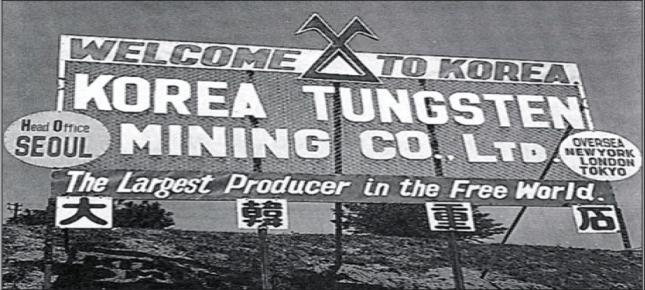 WELCOME TO KOREA
KOREA TUNGSTEN
MINING CO., LTD.
Head Office
SEOUL
OVERSEA
NEWYORK
LONDON
TOKYO
The Largest Producer in the Free World.
大韓重石